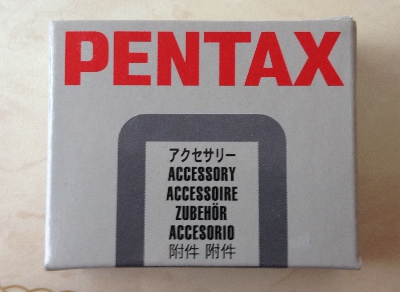 PENTAX
アクセサリー
ACCESSORY
ACCESSOIRE
ZUBEHÖR
ACCESORIO
附件 附件